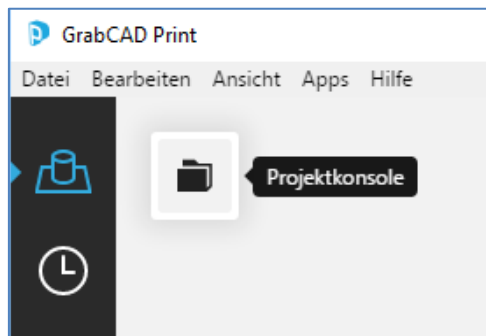 GrabCAD Print
Datei Bearbeiten Ansicht Apps Hilfe
Projektkonsole